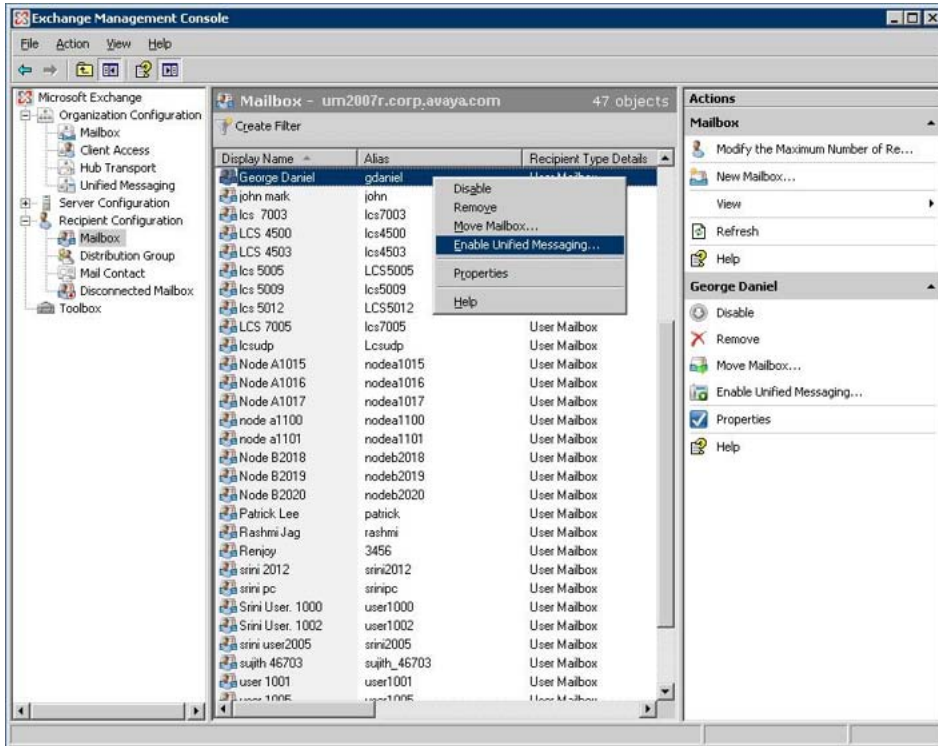 Exchange Management Console
File Action View Help
Microsoft Exchange
Organization Configuration
Mailbox
Client Access
Hub Transport
Unified Messaging
Server Configuration
Recipient Configuration
Mailbox
Distribution Group
Mail Contact
Disconnected Mailbox
Toolbox
Mailbox - um2007r.corp.avaya.com 47 objects
Create Filter
Display Name Alias Recipient Type Details
George Daniel gdaniel
john mark john
lcs 7003 lcs7003
LCS 4500 lcs4500
LCS 4503 lcs4503
lcs 5005 LCS5005
lcs 5009 lcs5009
lcs 5012 LCS5012
LCS 7005 lcs7005 User Mailbox
lcsudp Lcsudp User Mailbox
Node A1015 nodea1015 User Mailbox
Node A1016 nodea1016 User Mailbox
Node A1017 nodea1017 User Mailbox
node a1100 nodea1100 User Mailbox
node a1101 nodea1101 User Mailbox
Node B2018 nodeb2018 User Mailbox
Node B2019 nodeb2019 User Mailbox
Node B2020 nodeb2020 User Mailbox
Patrick Lee patrick User Mailbox
Rashmi Jag rashmi User Mailbox
Renjoy 3456 User Mailbox
srini 2012 srini2012 User Mailbox
srini pc srinipc User Mailbox
Srini User. 1000 user1000 User Mailbox
Srini User. 1002 user1002 User Mailbox
srini user2005 srini2005 User Mailbox
sujith 46703 sujith_46703 User Mailbox
user 1001 user1001 User Mailbox
Disable
Remove
Move Mailbox...
Enable Unified Messaging...
Properties
Help
Actions
Mailbox
Modify the Maximum Number of Re...
New Mailbox...
View
Refresh
Help
George Daniel
Disable
Remove
Move Mailbox...
Enable Unified Messaging...
Properties
Help